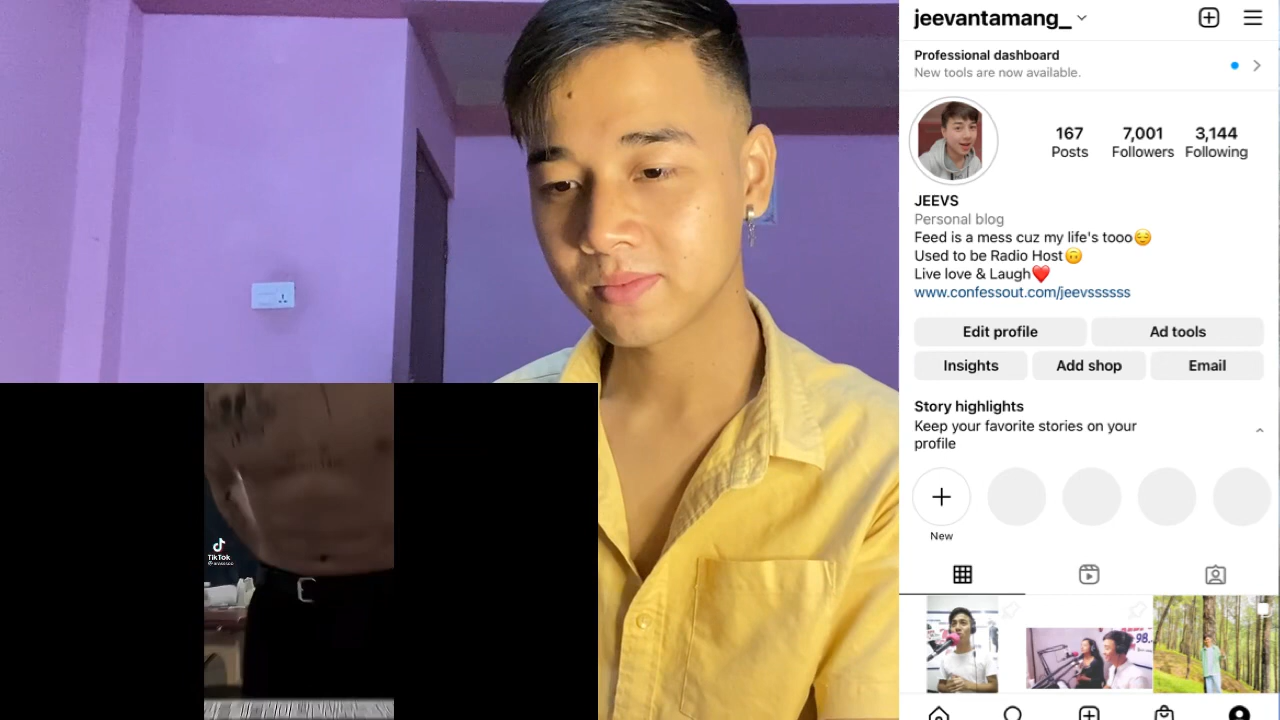 jeevantamang_
Professional dashboard
New tools are now available.
167 7,001 3,144
Posts Followers Following
JEEVS
Personal blog
Feed is a mess cuz my life's tooo😌
Used to be Radio Host🙃
Live love & Laugh❤️
www.confessout.com/jeevssssss
Edit profile Ad tools
Insights Add shop Email
Story highlights
Keep your favorite stories on your
profile
New
TikTok
98.